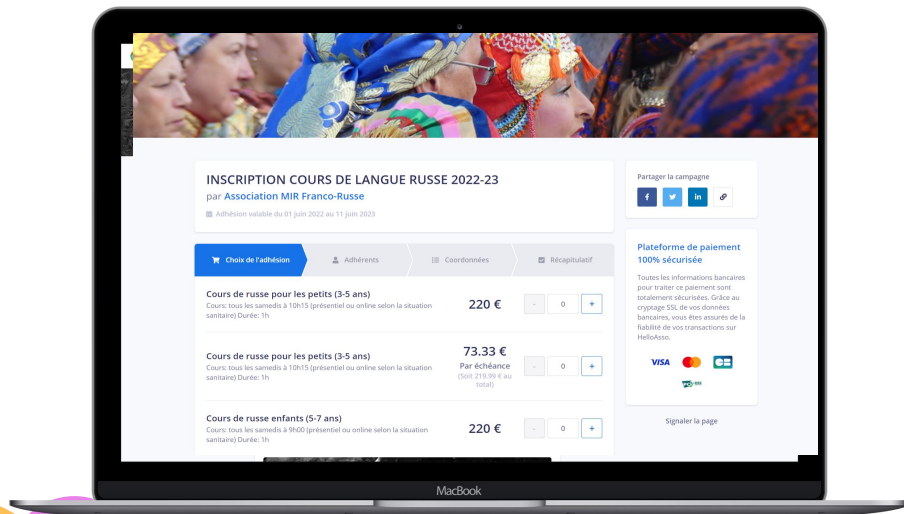 INSCRIPTION COURS DE LANGUE RUSSE 2022-23
par Association MIR Franco-Russe
Adhésion valable du 01 juin 2022 au 11 juin 2023
Choix de l'adhésion
Adhérents
Coordonnées
Récapitulatif
Cours de russe pour les petits (3-5 ans)
Cours: tous les samedis à 10h15 (présentiel ou online selon la situation
sanitaire) Durée: 1h
220 €
- 0 +
Cours de russe pour les petits (3-5 ans)
Cours: tous les samedis à 10h15 (présentiel ou online selon la situation
sanitaire) Durée: 1h
73.33 €
Par échéance
(Soit 219.99 € au
total)
- 0 +
Cours de russe enfants (5-7 ans)
Cours: tous les samedis à 9h00 (présentiel ou online selon la situation
sanitaire) Durée: 1h
220 €
- 0 +
Partager la campagne
f
in
Plateforme de paiement
100% sécurisée
Toutes les informations bancaires
pour traiter ce paiement sont
totalement sécurisées. Grâce au
cryptage SSL de vos données
bancaires, vous êtes assurés de la
fiabilité de vos transactions sur
HelloAsso.
VISA
CB
Signaler la page
MacBook